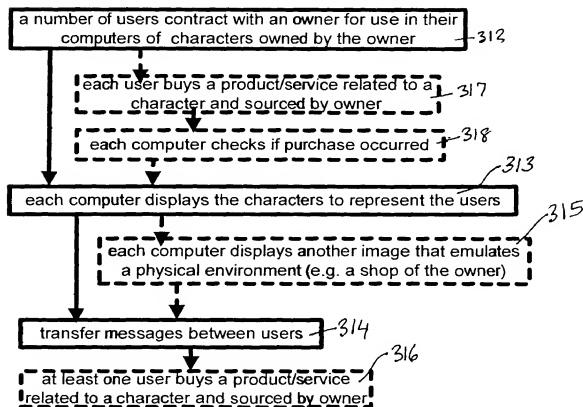 a number of users contract with an owner for use in their
computers of characters owned by the owner
312
each user buys a product/service related to a
character and sourced by owner
317
each computer checks if purchase occurred
318
313
each computer displays the characters to represent the users
315
each computer displays another image that emulates
a physical environment (e.g. a shop of the owner)
transfer messages between users
314
316
at least one user buys a product/service
related to a character and sourced by owner